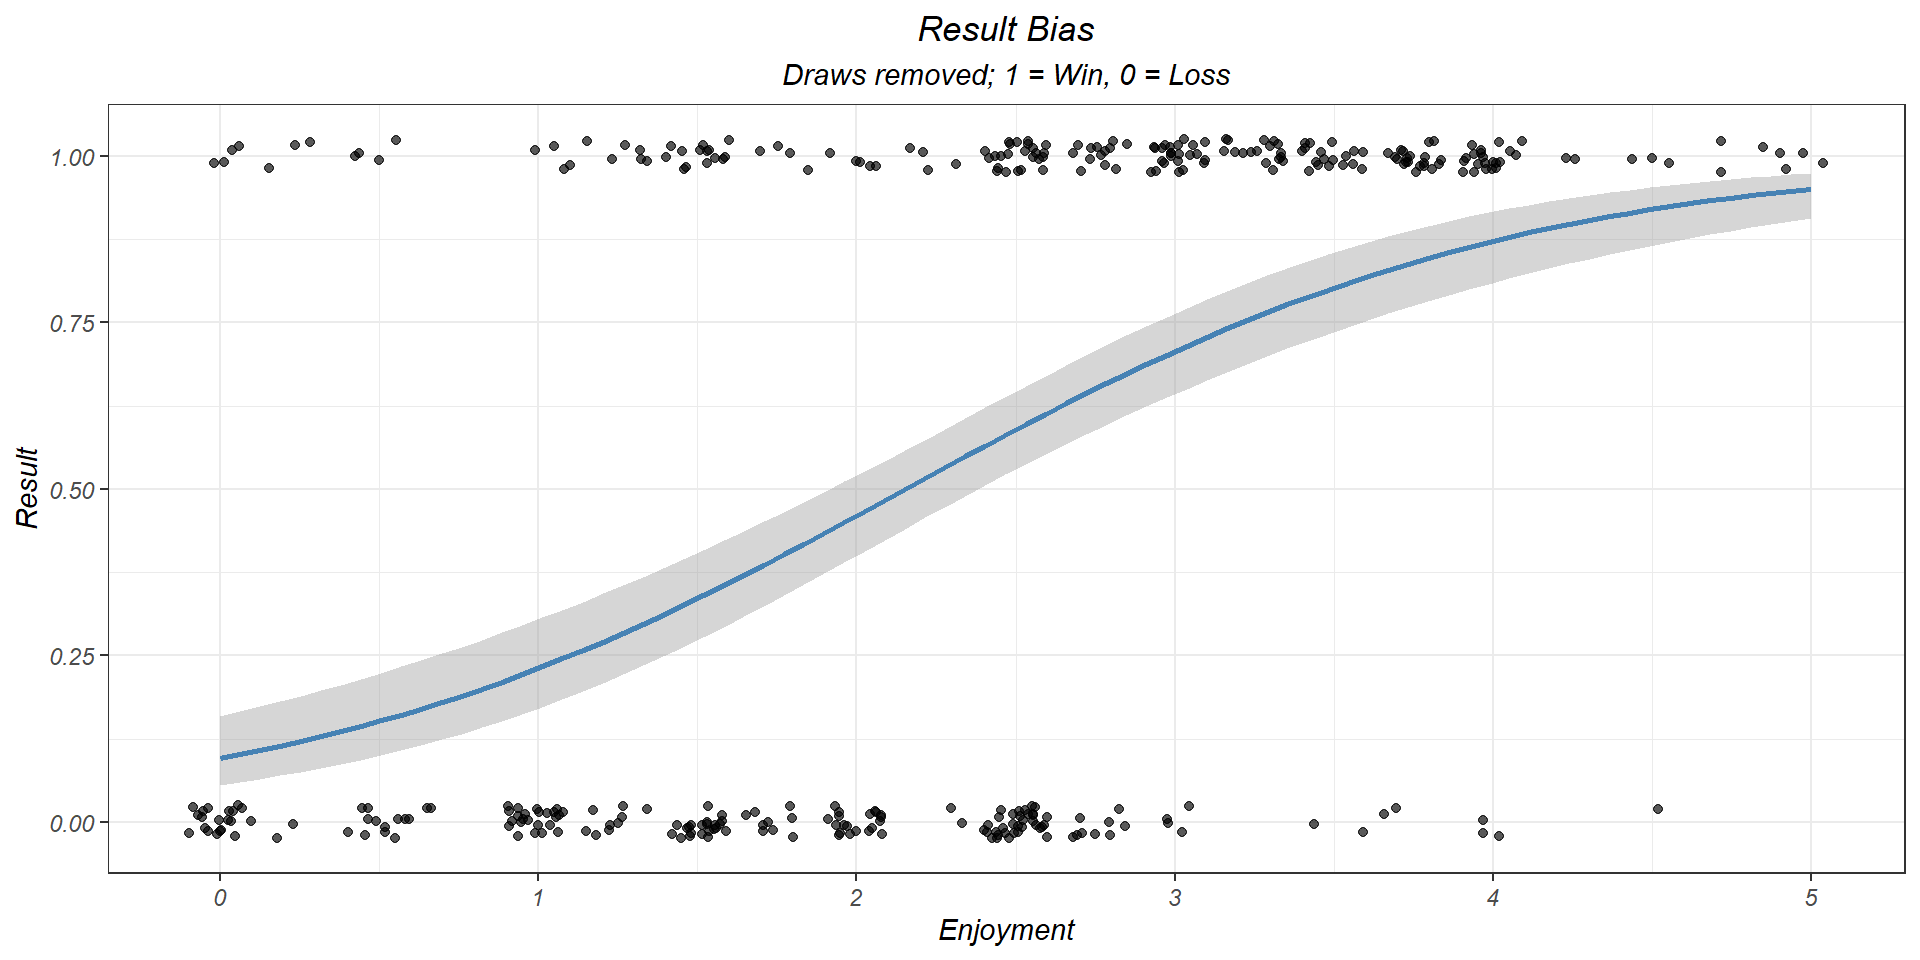 Result Bias
Draws removed; 1 = Win, 0 = Loss
1.00
0.75
0.50
0.25
0.00
Result
0 1 2 3 4 5
Enjoyment